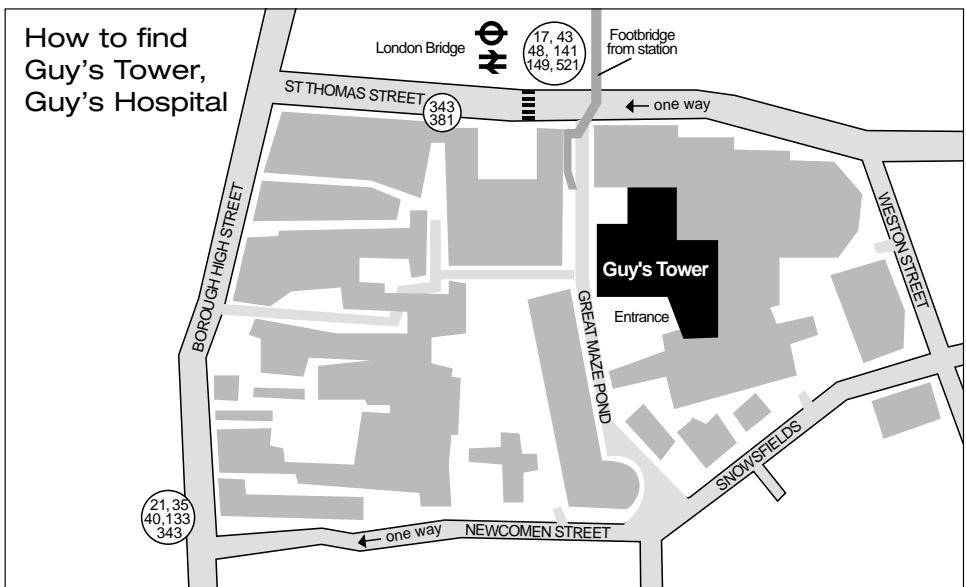 How to find
Guy's Tower,
Guy's Hospital
London Bridge
17, 43
48, 141
149, 521
Footbridge
from station
ST THOMAS STREET
343
381
one way
BOROUGH HIGH STREET
WESTON STREET
Guy's Tower
Entrance
GREAT MAZE POND
SNOWSFIELDS
21, 35
40,133
343
one way
NEWCOMEN STREET